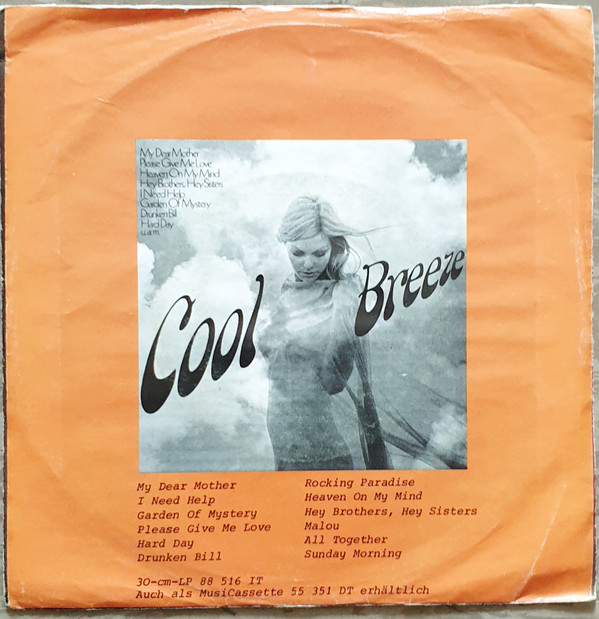 My Dear Mother
Please Give Me Love
Heaven On My Mind
Hey Brothers, Hey Sisters
I Need Help
Garden Of Mystery
Drunken Bill
Hard Day
u.a.m.
Cool Breeze
My Dear Mother
I Need Help
Garden Of Mystery
Please Give Me Love
Hard Day
Drunken Bill
Rocking Paradise
Heaven On My Mind
Hey Brothers, Hey Sisters
Malou
All Together
Sunday Morning
30-cm-LP 88 516 IT
Auch als MusiCassette 55 351 DT erhältlich